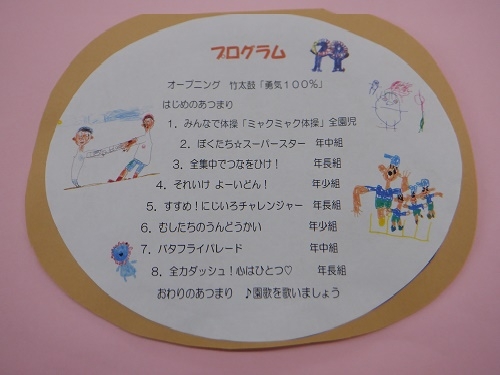 プログラム
オープニング 竹太鼓「勇気100%」
はじめのあつまり
1. みんなで体操「ミャクミャク体操」全園児
2. ぼくたち☆スーパースター 年中組
3. 全集中でつなをひけ! 年長組
4. それいけ よーいどん! 年少組
5. すすめ!にじいろチャレンジャー 年長組
6. むしたちのうんどうかい 年少組
7. バタフライパレード 年中組
8. 全力ダッシュ!心はひとつ♡ 年長組
おわりのあつまり ♪園歌を歌いましょう